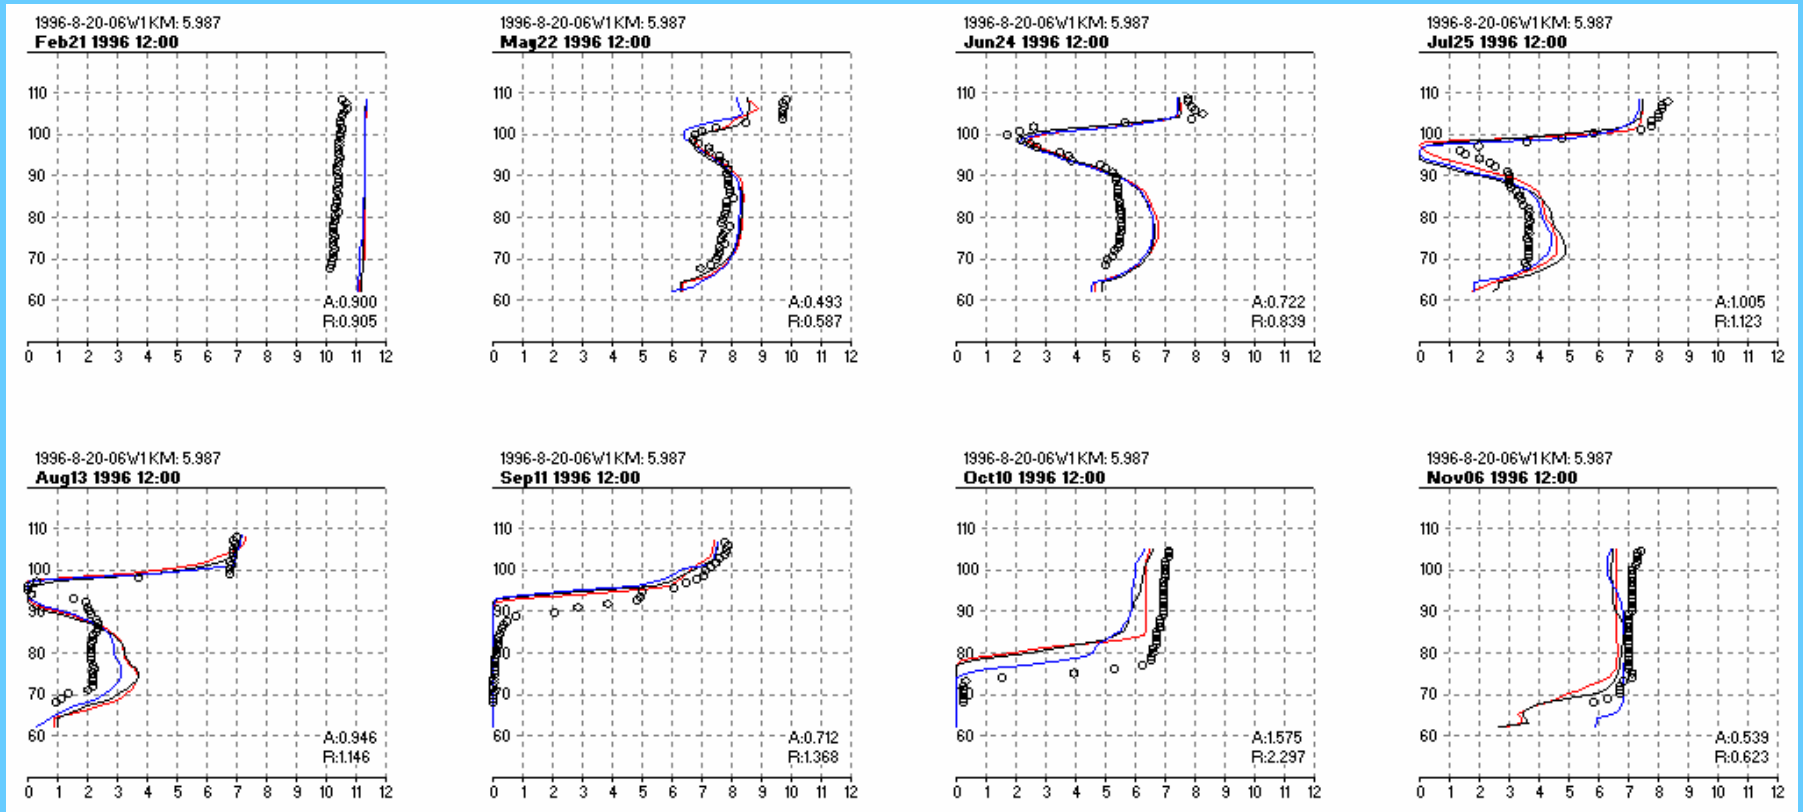 1996-8-20-06W1 KM: 5.987
Feb21 1996 12:00
110
100
90
80
70
60
A:0.900
R:0.905
0 1 2 3 4 5 6 7 8 9 10 11 12
1996-8-20-06W1 KM: 5.987
May22 1996 12:00
110
100
90
80
70
60
A:0.493
R:0.587
0 1 2 3 4 5 6 7 8 9 10 11 12
1996-8-20-06W1 KM: 5.987
Jun24 1996 12:00
110
100
90
80
70
60
A:0.722
R:0.839
0 1 2 3 4 5 6 7 8 9 10 11 12
1996-8-20-06W1 KM: 5.987
Jul25 1996 12:00
110
100
90
80
70
60
A:1.005
R:1.123
0 1 2 3 4 5 6 7 8 9 10 11 12
1996-8-20-06W1 KM: 5.987
Aug13 1996 12:00
110
100
90
80
70
60
A:0.946
R:1.146
0 1 2 3 4 5 6 7 8 9 10 11 12
1996-8-20-06W1 KM: 5.987
Sep11 1996 12:00
110
100
90
80
70
60
A:0.712
R:1.368
0 1 2 3 4 5 6 7 8 9 10 11 12
1996-8-20-06W1 KM: 5.987
Oct10 1996 12:00
110
100
90
80
70
60
A:1.575
R:2.297
0 1 2 3 4 5 6 7 8 9 10 11 12
1996-8-20-06W1 KM: 5.987
Nov06 1996 12:00
110
100
90
80
70
60
A:0.539
R:0.623
0 1 2 3 4 5 6 7 8 9 10 11 12